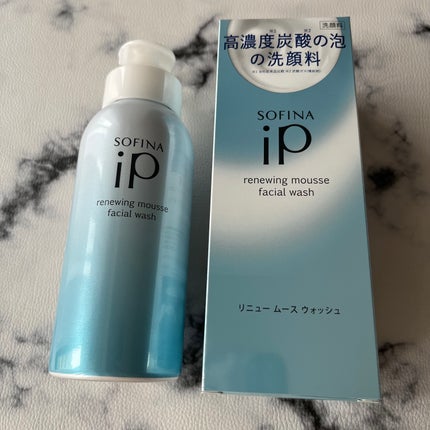 SOFINA
iP
renewing mousse
facial wash
洗顔料
高濃度炭酸の泡
の洗顔料
SOFINA
iP
renewing mousse
facial wash
リニュー ムース ウォッシュ